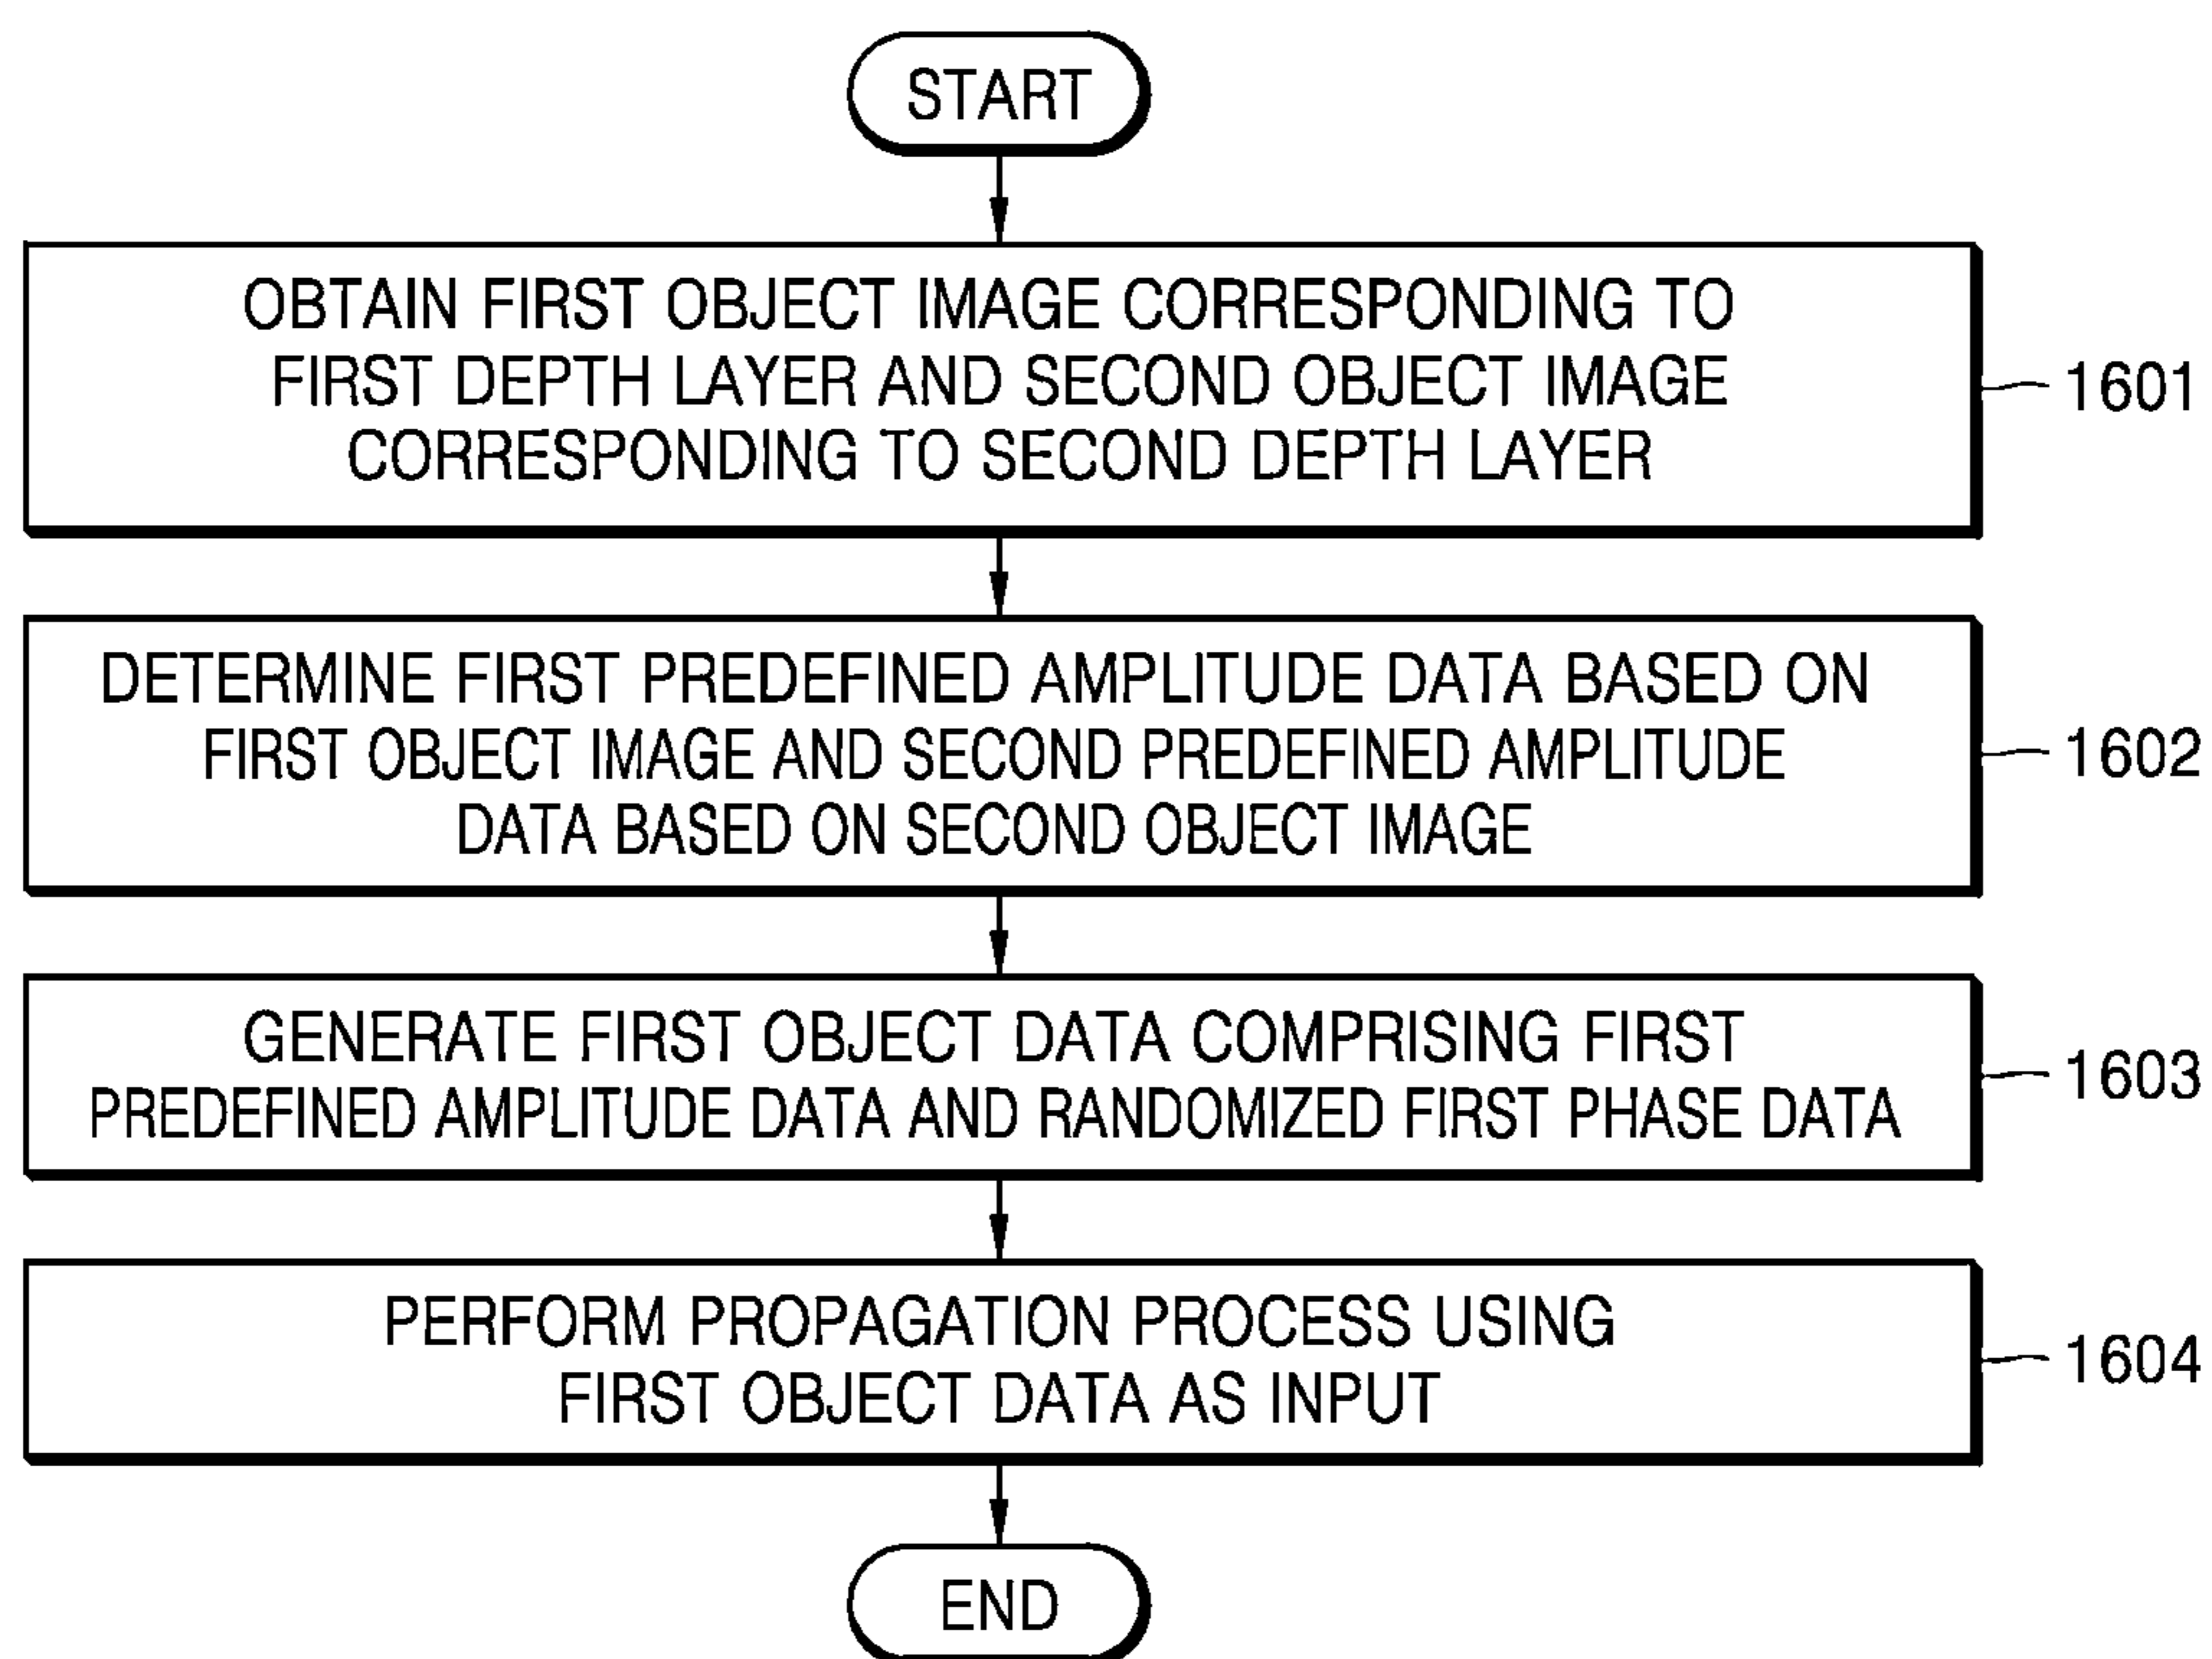 START
OBTAIN FIRST OBJECT IMAGE CORRESPONDING TO
FIRST DEPTH LAYER AND SECOND OBJECT IMAGE
CORRESPONDING TO SECOND DEPTH LAYER
1601
DETERMINE FIRST PREDEFINED AMPLITUDE DATA BASED ON
FIRST OBJECT IMAGE AND SECOND PREDEFINED AMPLITUDE
DATA BASED ON SECOND OBJECT IMAGE
1602
GENERATE FIRST OBJECT DATA COMPRISING FIRST
PREDEFINED AMPLITUDE DATA AND RANDOMIZED FIRST PHASE DATA
1603
PERFORM PROPAGATION PROCESS USING
FIRST OBJECT DATA AS INPUT
1604
END